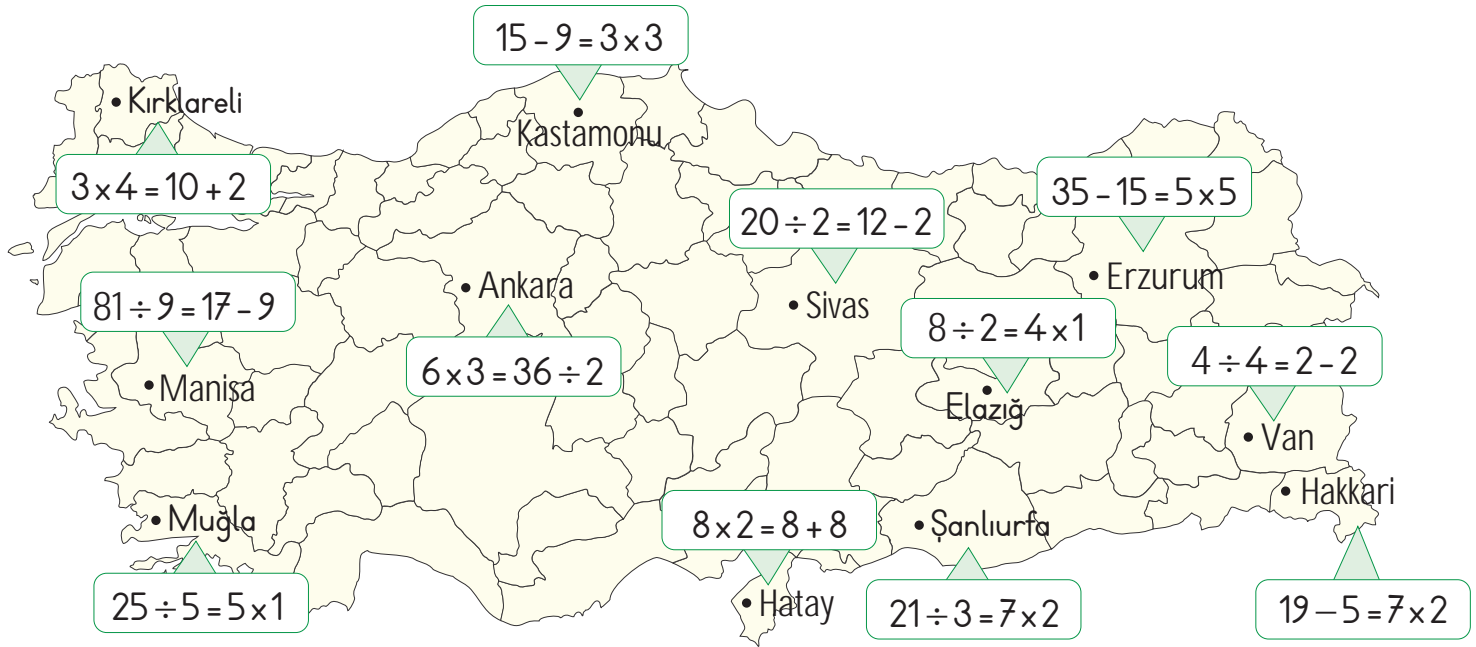 15 – 9 = 3 x 3
Kırklareli
Kastamonu
3 x 4 = 10 + 2
35 – 15 = 5 x 5
20 ÷ 2 = 12 – 2
Ankara
Erzurum
81 ÷ 9 = 17 – 9
Sivas
8 ÷ 2 = 4 x 1
6 x 3 = 36 ÷ 2
4 ÷ 4 = 2 – 2
Manisa
Elazığ
Van
Hakkari
Muğla
8 x 2 = 8 + 8
Şanlıurfa
25 ÷ 5 = 5 x 1
Hatay
21 ÷ 3 = 7 x 2
19 – 5 = 7 x 2